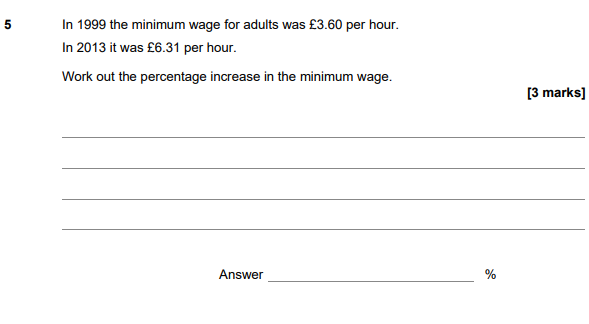 5 In 1999 the minimum wage for adults was £3.60 per hour.
In 2013 it was £6.31 per hour.
Work out the percentage increase in the minimum wage.
[3 marks]
Answer %